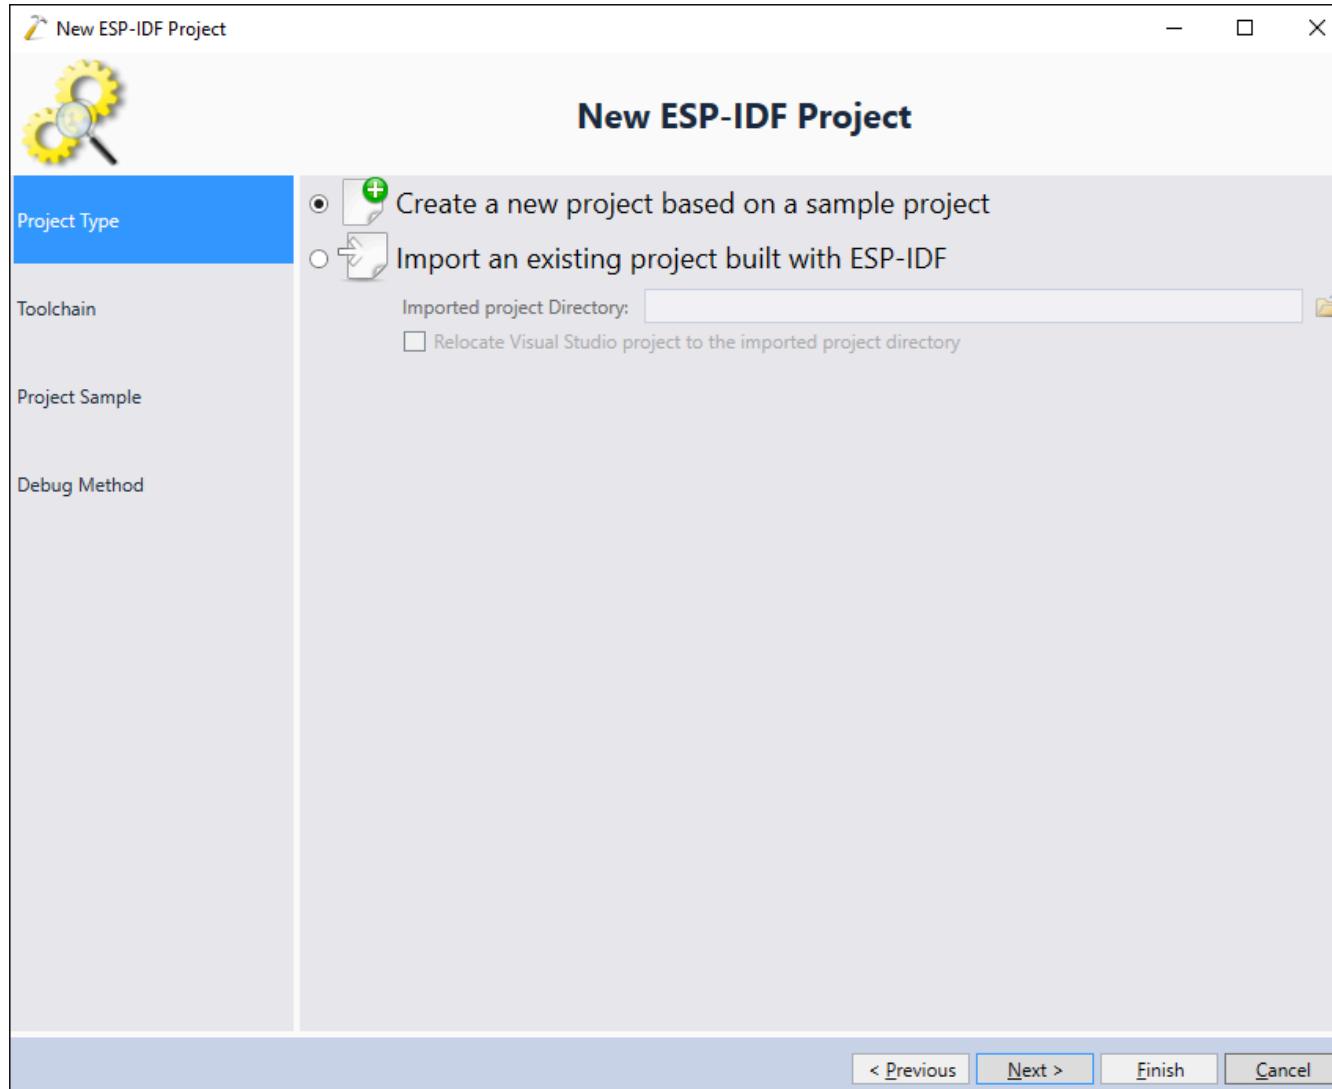 New ESP-IDF Project
New ESP-IDF Project
Project Type
Toolchain
Project Sample
Debug Method
Create a new project based on a sample project
Import an existing project built with ESP-IDF
Imported project Directory:
Relocate Visual Studio project to the imported project directory
< Previous
Next >
Finish
Cancel